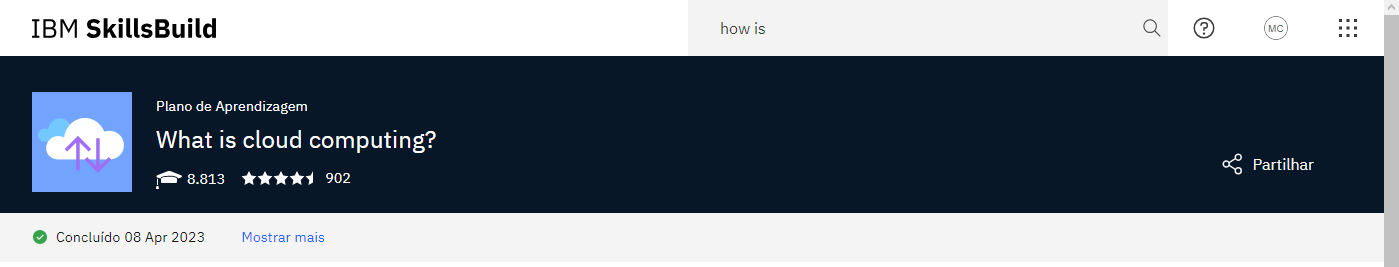 IBM SkillsBuild
how is
MC
Plano de Aprendizagem
What is cloud computing?
8.813 902
Partilhar
Concluído 08 Apr 2023 Mostrar mais